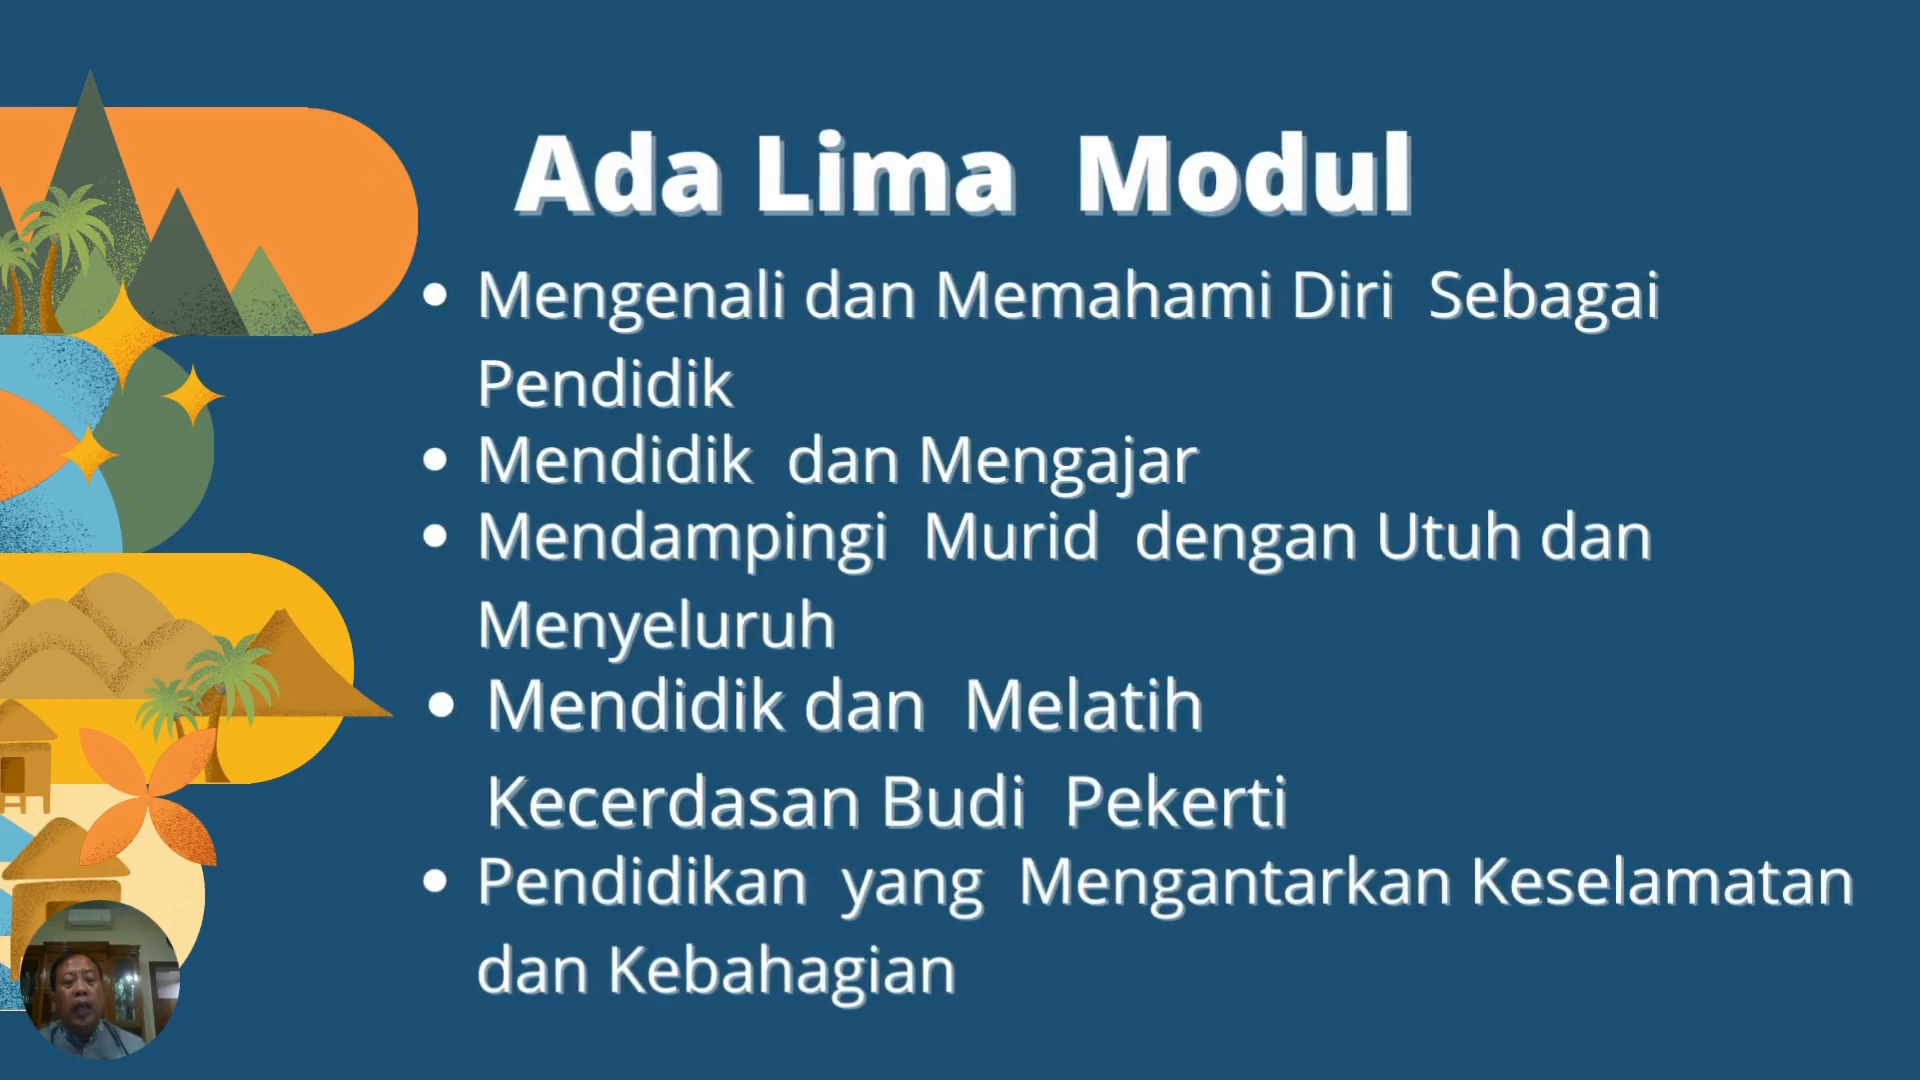 Ada Lima Modul
• Mengenali dan Memahami Diri Sebagai
Pendidik
• Mendidik dan Mengajar
• Mendampingi Murid dengan Utuh dan
Menyeluruh
• Mendidik dan Melatih
Kecerdasan Budi Pekerti
• Pendidikan yang Mengantarkan Keselamatan
dan Kebahagian